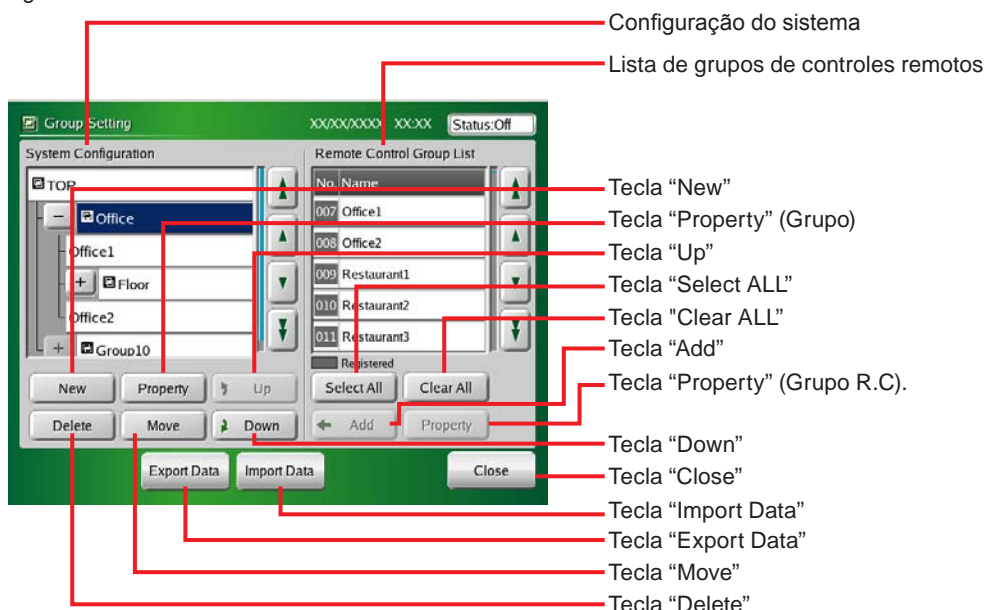 Configuração do sistema
Lista de grupos de controles remotos
Group Setting
XX/XX/XXXX XX:XX
Status:Off
System Configuration
TOP
Office
Office1
Floor
Office2
Group10
New
Property
Up
Delete
Move
Down
Remote Control Group List
No. Name
007 Office1
008 Office2
009 Restaurant1
010 Restaurant2
011 Restaurant3
Registered
Select All
Clear All
Add
Property
Export Data
Import Data
Close
Tecla “New”
Tecla “Property” (Grupo)
Tecla “Up”
Tecla “Select ALL”
Tecla "Clear ALL”
Tecla “Add”
Tecla “Property” (Grupo R.C).
Tecla “Down”
Tecla “Close”
Tecla “Import Data”
Tecla “Export Data”
Tecla “Move”
Tecla “Delete”